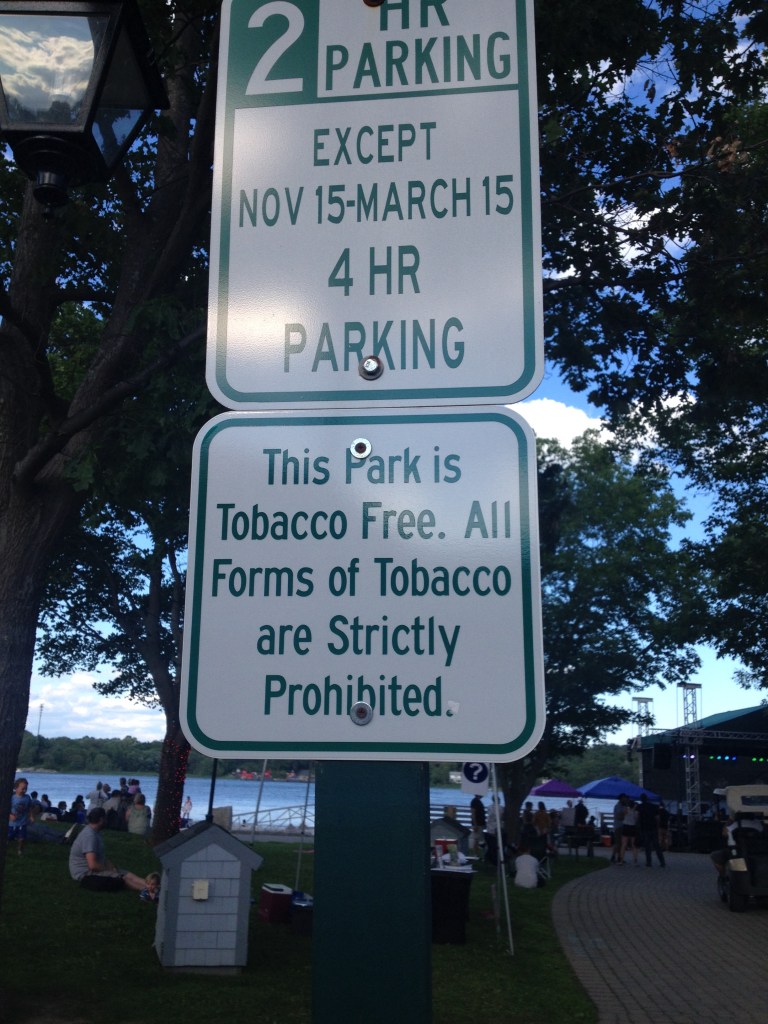 2 HR
PARKING
EXCEPT
NOV 15-MARCH 15
4 HR
PARKING
This Park is
Tobacco Free. All
Forms of Tobacco
are Strictly
Prohibited.
?